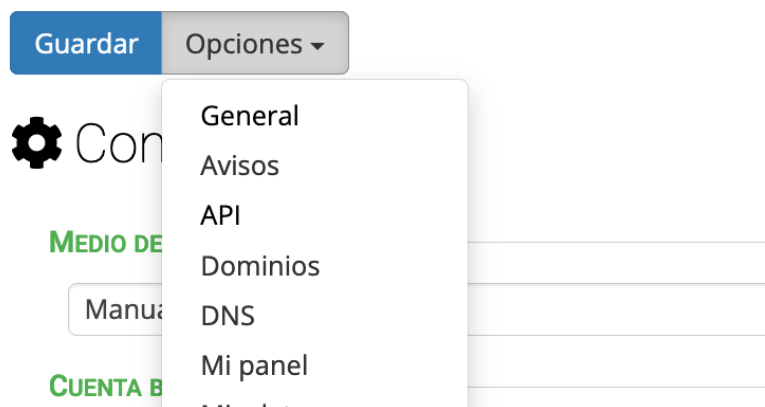 Guardar Opciones
General
Avisos
API
Dominios
DNS
Mi panel